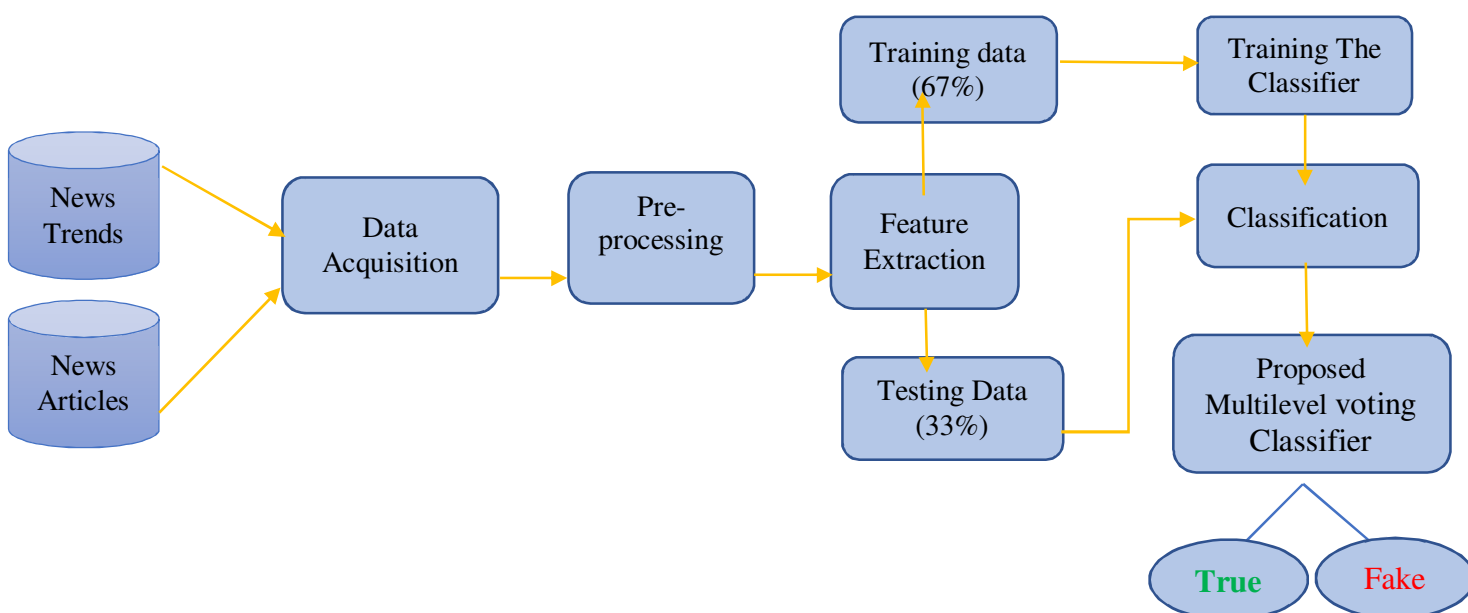 News
Trends
News
Articles
Data
Acquisition
Pre-
processing
Feature
Extraction
Training data
(67%)
Testing Data
(33%)
Training The
Classifier
Classification
Proposed
Multilevel voting
Classifier
True
Fake